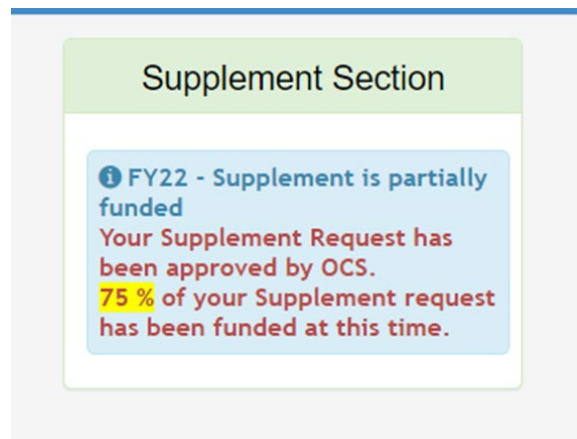 Supplement Section
FY22 - Supplement is partially
funded
Your Supplement Request has
been approved by OCS.
75 % of your Supplement request
has been funded at this time.